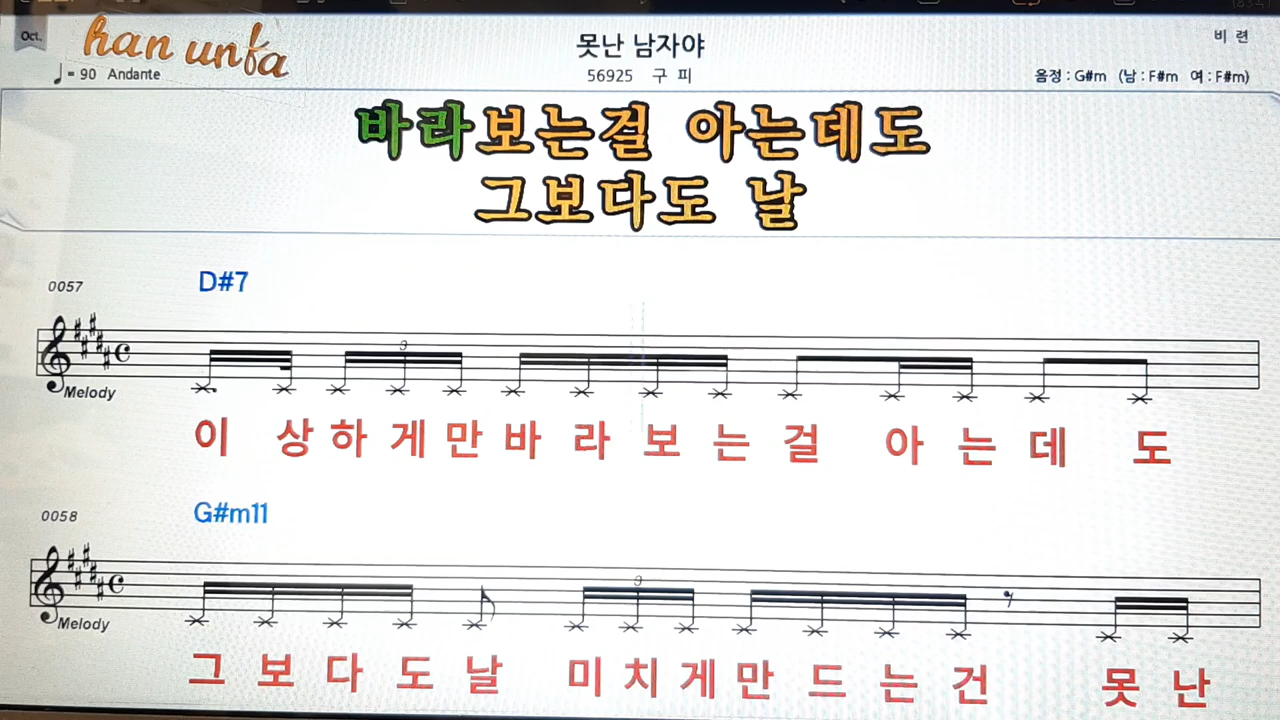 Oct.
han unfa
못난 남자야
비 련
♩= 90 Andante
56925 구 피
음정 : G#m (남 : F#m 여 : F#m)
바라보는걸 아는데도
그보다도 날
0057
D#7
3
Melody
이 상 하 게 만 바 라 보 는 걸 아 는 데 도
0058
G#m11
3
Melody
그 보 다 도 날 미 치 게 만 드 는 건 못 난